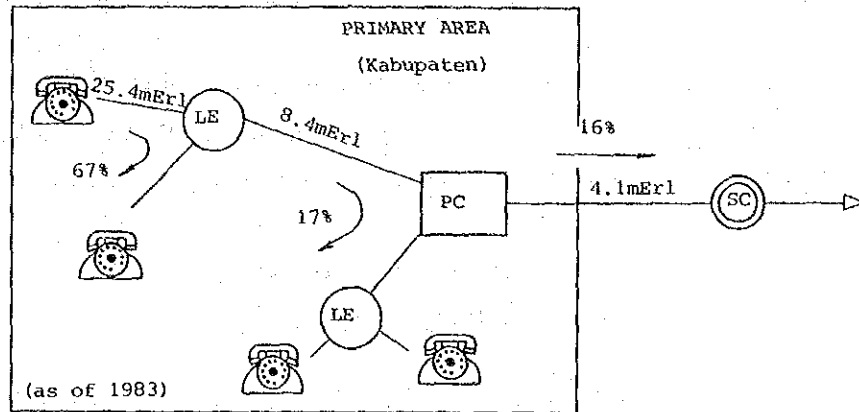 PRIMARY AREA
(Kabupaten)
25.4mErl
LE
8.4mErl
67%
16%
17%
PC
4.1mErl
SC
LE
(as of 1983)